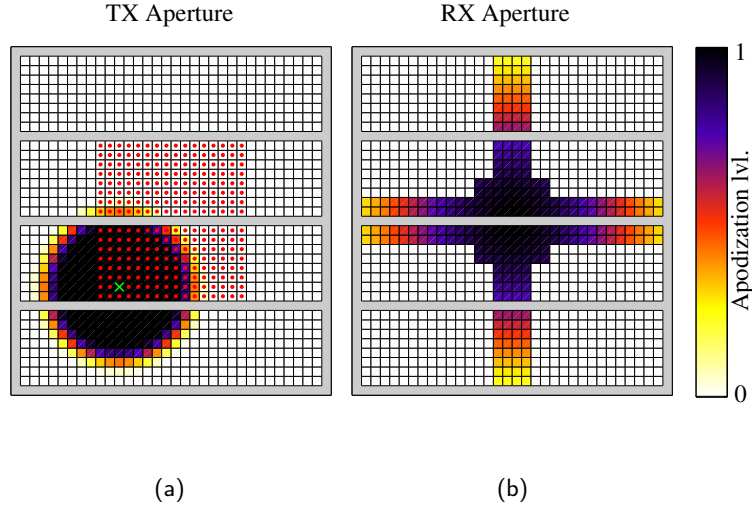 TX Aperture
RX Aperture
1
Apodization lvl.
0
(a)
(b)